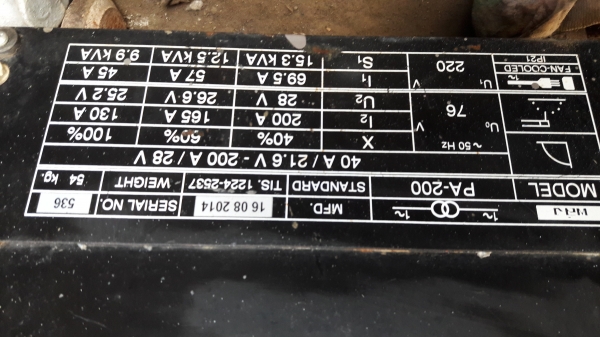 1~ 1~ MFD. 16 08 2014 SERIAL NO. 536
MODEL PA-200 STANDARD TIS. 1224-2537 WEIGHT 54 kg.
40 A / 21.6 V - 200 A / 28 V
~ 50 Hz X 40% 60% 100%
U0 76 V I2 200 A 165 A 130 A
U2 28 V 26.6 V 25.2 V
U1 220 V I1 69.5 A 57 A 45 A
FAN-COOLED S1 15.3 KVA 12.5 KVA 9.9 KVA
IP21